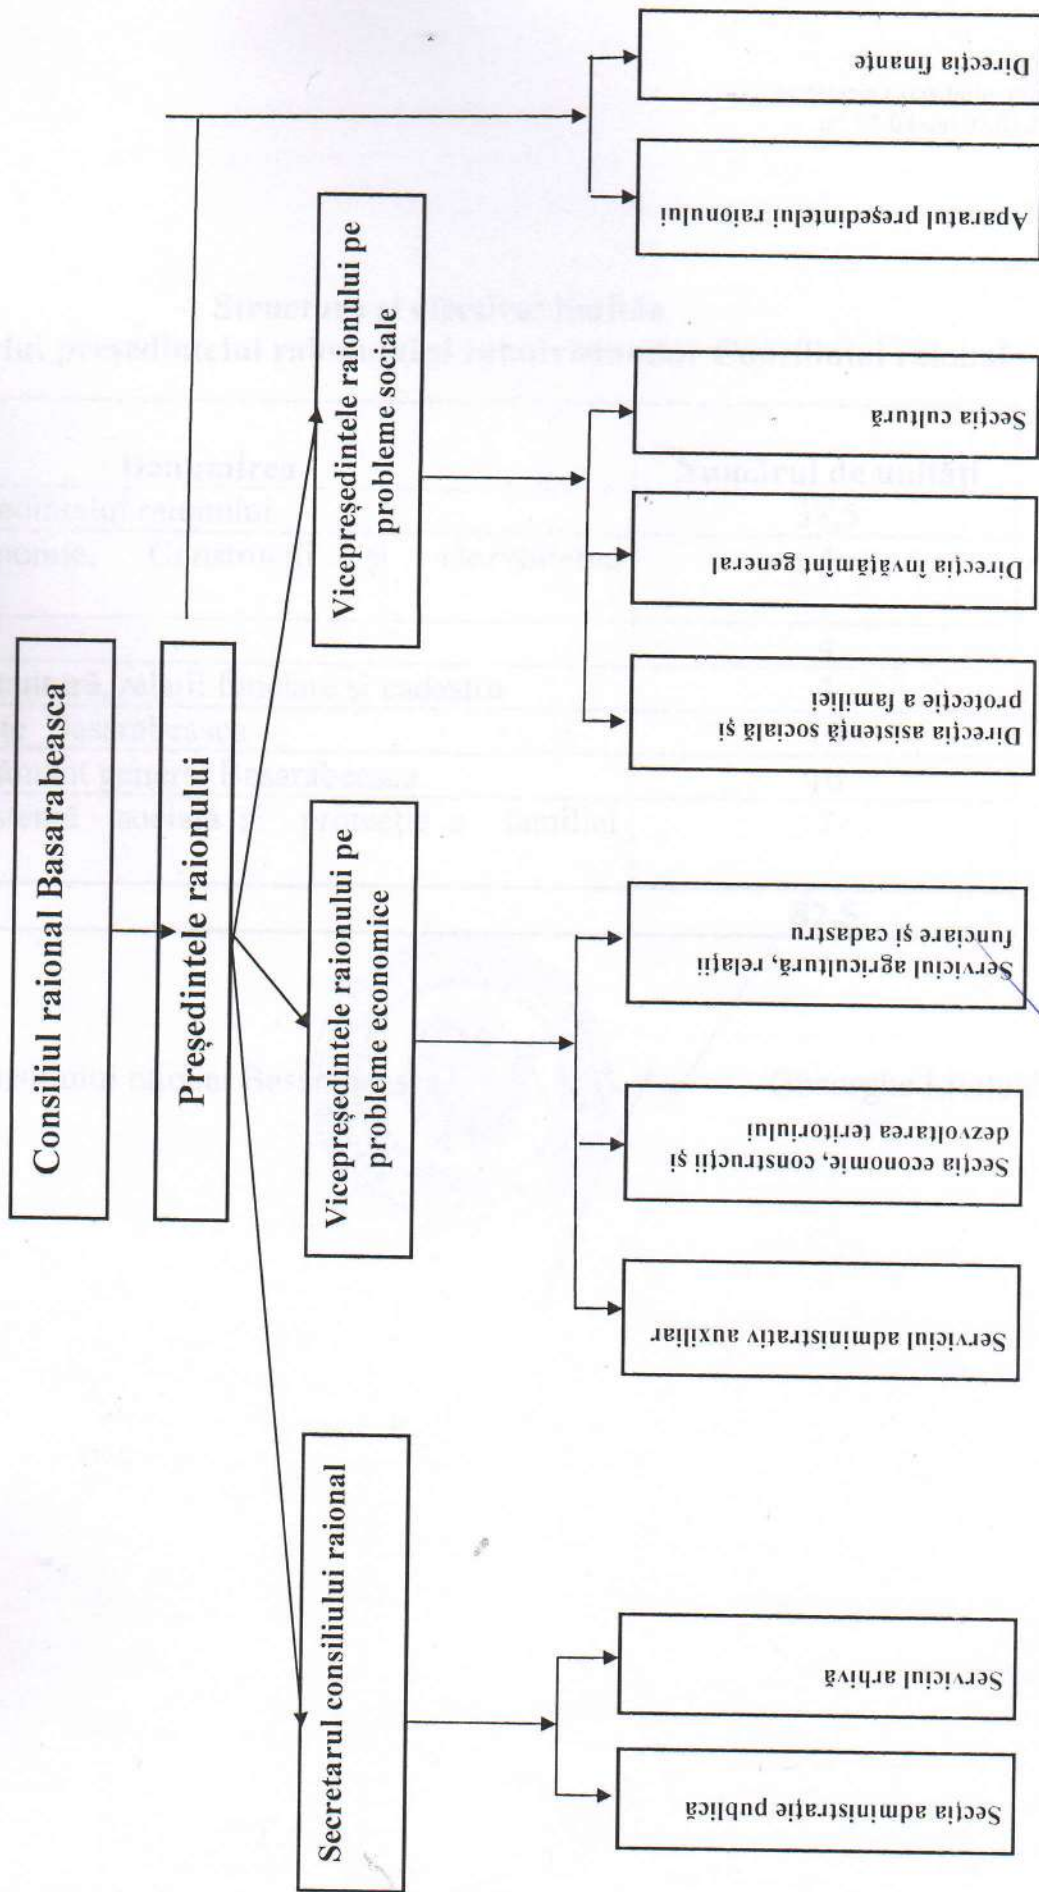 Consiliul raional Basarabeasca
Președintele raionului
Secretarul consiliului raional
Vicepreședintele raionului pe
probleme economice
Vicepreședintele raionului pe
probleme sociale
Secția administrație publică
Serviciul arhivă
Serviciul administrativ auxiliar
Secția economie, construcții și
dezvoltarea teritoriului
Serviciul agricultură, relații
funciare și cadastru
Direcția asistență socială și
protecție a familiei
Direcția învățămînt general
Secția cultură
Aparatul președintelui raionului
Direcția finanțe